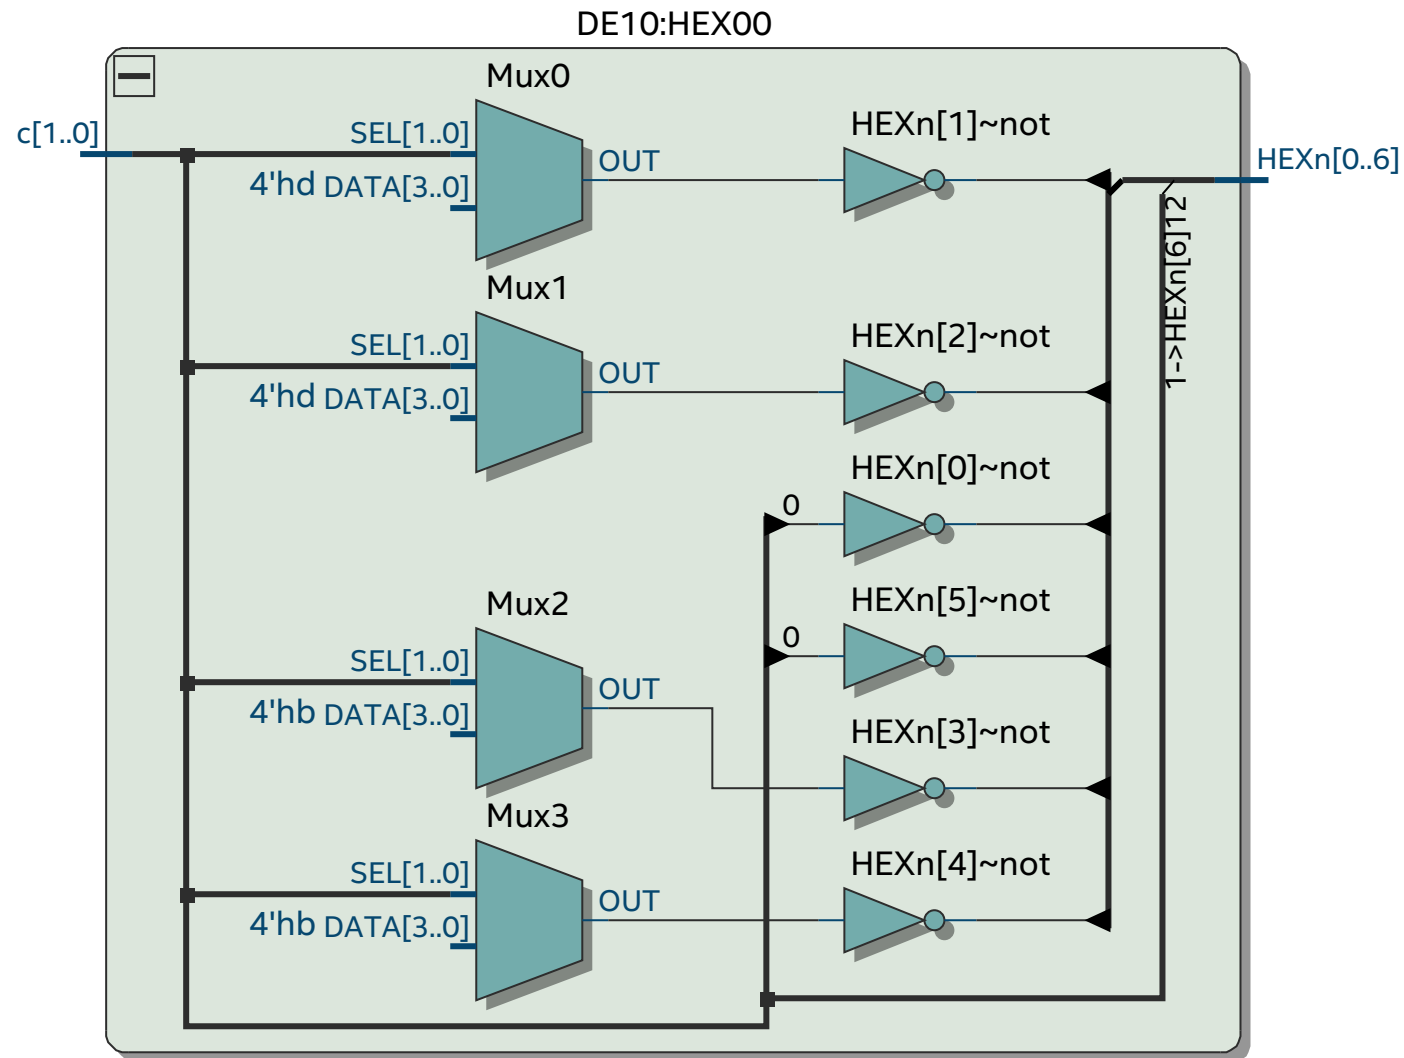 DE10:HEX00
Mux0
HEXn[1]~not
c[1..0]
SEL[1..0]
OUT
HEXn[0..6]
4'hd DATA[3..0]
1->HEXn[6]12
Mux1
HEXn[2]~not
SEL[1..0]
OUT
4'hd DATA[3..0]
HEXn[0]~not
0
Mux2
HEXn[5]~not
0
SEL[1..0]
OUT
4'hb DATA[3..0]
HEXn[3]~not
Mux3
HEXn[4]~not
SEL[1..0]
OUT
4'hb DATA[3..0]